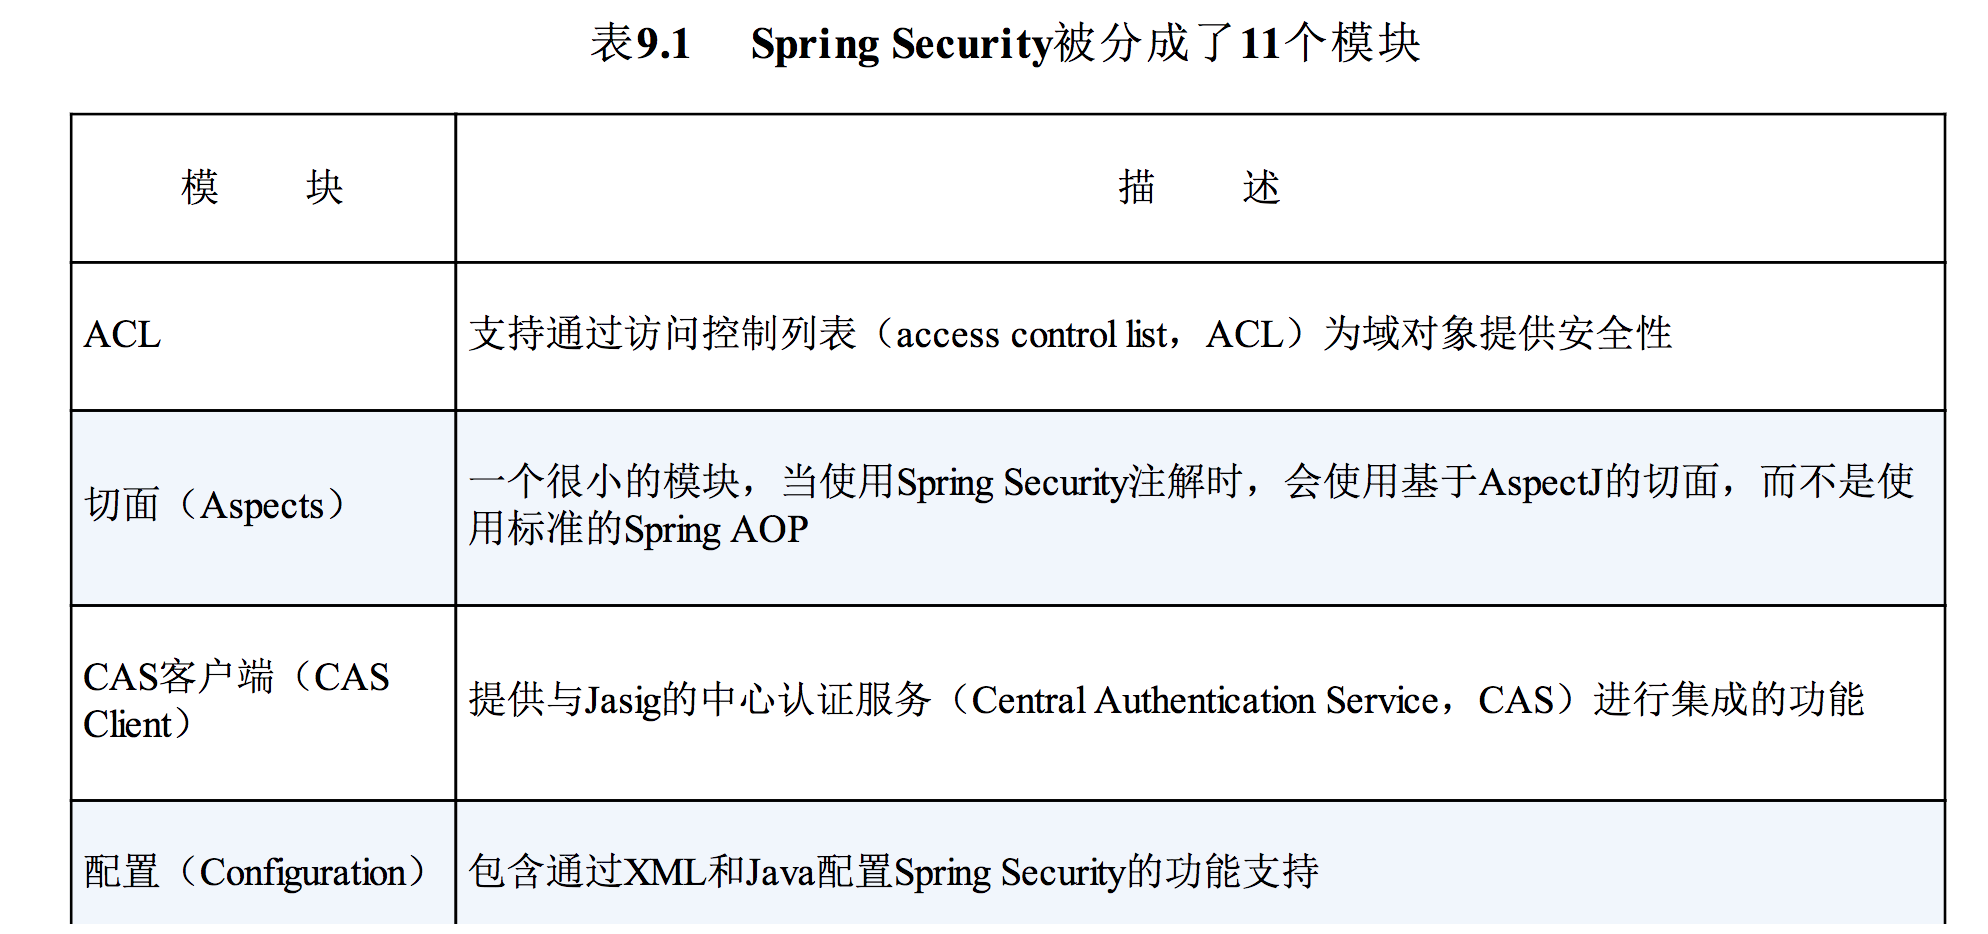 表9.1 Spring Security被分成了11个模块
模 块
描 述
ACL
支持通过访问控制列表（access control list，ACL）为域对象提供安全性
切面（Aspects）
一个很小的模块，当使用Spring Security注解时，会使用基于AspectJ的切面，而不是使
用标准的Spring AOP
CAS客户端（CAS
Client）
提供与Jasig的中心认证服务（Central Authentication Service，CAS）进行集成的功能
配置（Configuration）
包含通过XML和Java配置Spring Security的功能支持